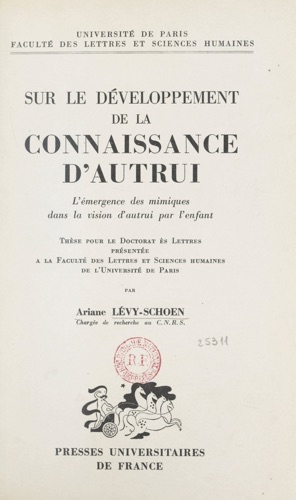 UNIVERSITÉ DE PARIS
FACULTÉ DES LETTRES ET SCIENCES HUMAINES
SUR LE DÉVELOPPEMENT
DE LA
CONNAISSANCE
D'AUTRUI
L'émergence des mimiques
dans la vision d'autrui par l'enfant
THÈSE POUR LE DOCTORAT ÈS LETTRES
PRÉSENTÉE
A LA FACULTÉ DES LETTRES ET SCIENCES HUMAINES
DE L'UNIVERSITÉ DE PARIS
PAR
Ariane LÉVY-SCHOEN
Chargée de recherche au C.N.R.S.
25311
PRESSES UNIVERSITAIRES
DE FRANCE